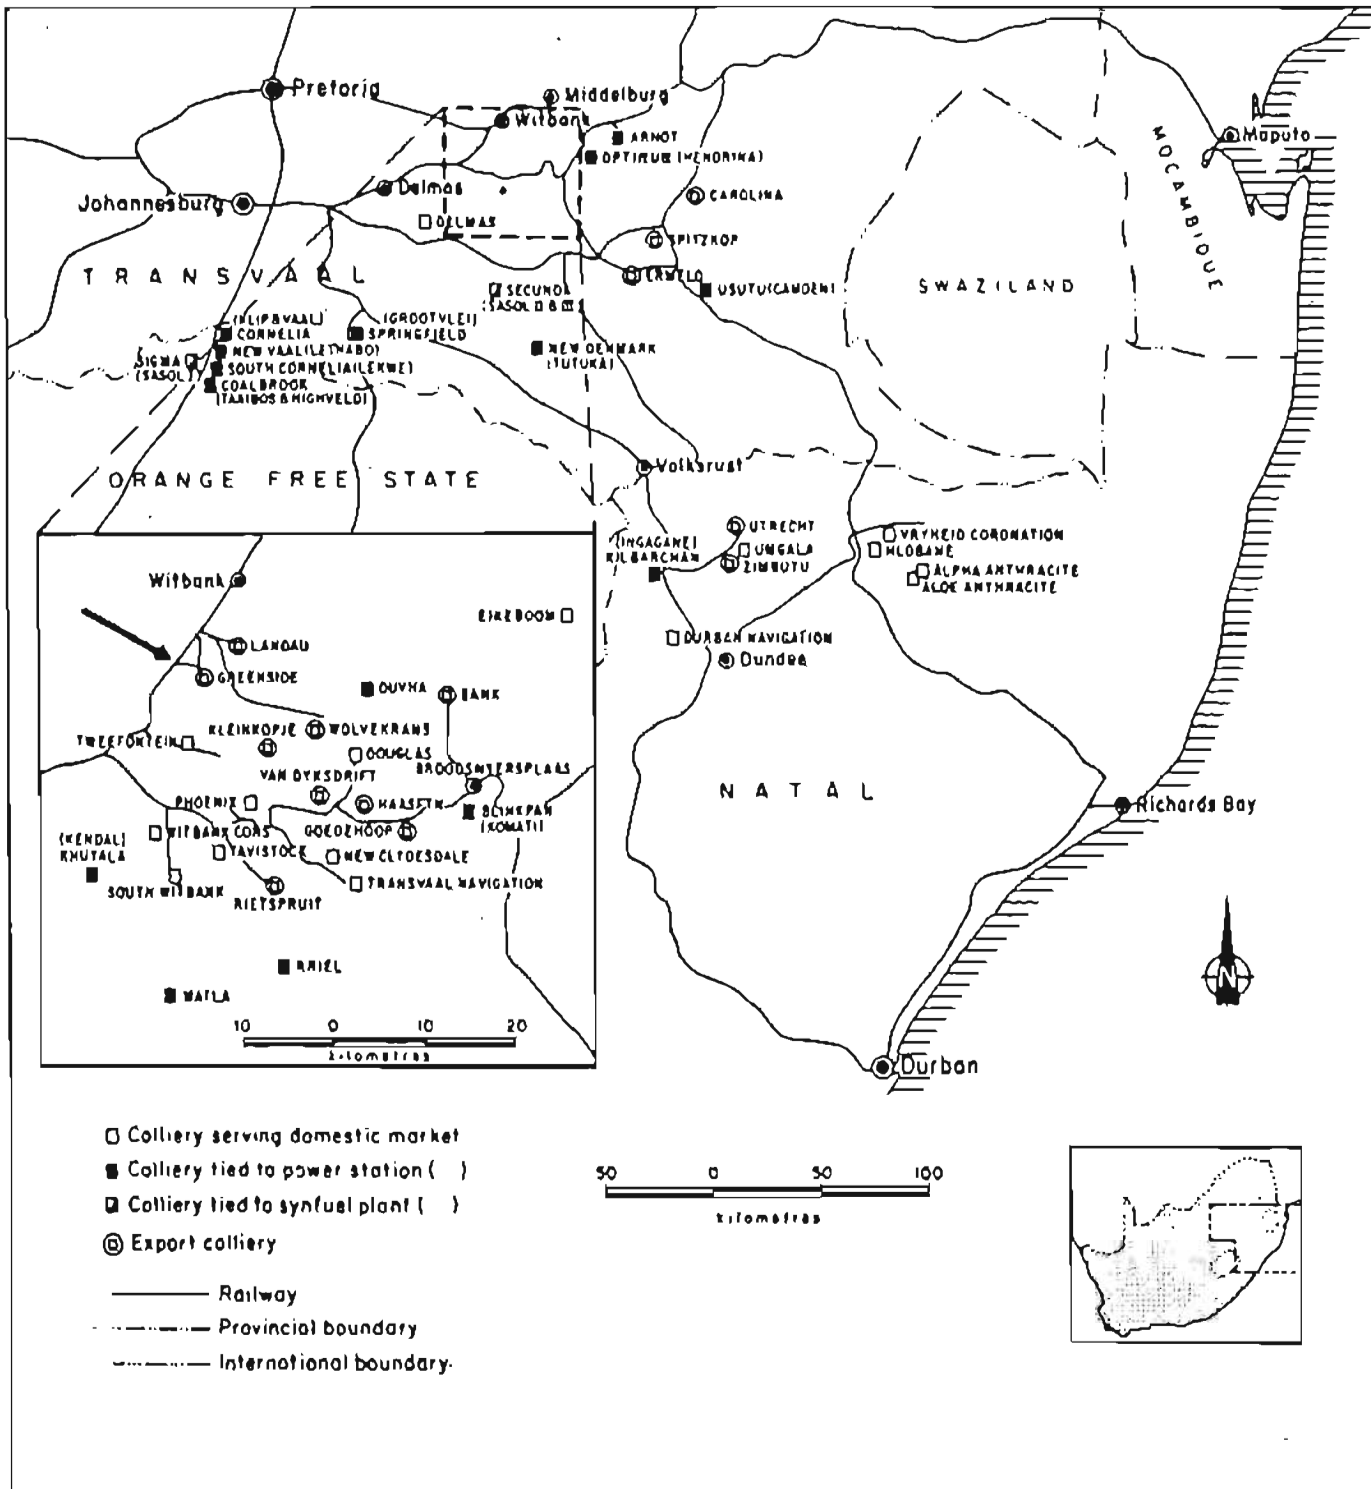 Pretoria
Middelburg
Witbank
ARNOT
OPTIMUM (HENDRINA)
Maputo
MOCAMBIQUE
Delmas
Johannesburg
DELMAS
CAROLINA
SPITZKOP
ERMELO
TRANSVAAL
SECUNDA
(SASOL II & III)
USUTU(CAMDEN)
SWAZILAND
(KLIP & VAAL)
CORNELIA
(GROOTVLEI)
SPRINGFIELD
NEW VAAL(LETHABO)
SIGMA
(SASOL)
SOUTH CORNELIA(LEKWE)
COALBROOK
(TAAIBOS & HIGHVELD)
NEW DENMARK
(TUTUKA)
ORANGE FREE STATE
Volksrust
UTRECHT
UMGALA
ZIMBUTU
(INGAGANE)
KILBARCHAN
VRYHEID CORONATION
HLOBANE
ALPHA ANTHRACITE
ALOE ANTHRACITE
DURBAN NAVIGATION
Dundee
NATAL
Richards Bay
Durban
N
Witbank
EIKEBOOM
LANDAU
GREENSIDE
DUVHA
BANK
KLEINKOPJE
WOLVEKRANS
TWEEFONTEIN
DOUGLAS
BROODSNYERSPLAAS
VAN DYKSDRIFT
PHOENIX
HAASFTN
BLINKPAN
(KOMATI)
WITBANK CONS
GOEDEHOOP
(KENDAL)
KHUTALA
TAVISTOCK
NEW CLYDESDALE
SOUTH WITBANK
TRANSVAAL NAVIGATION
RIETSPRUIT
KRIEL
MATLA
10 0 10 20
kilometres
Colliery serving domestic market
Colliery tied to power station ( )
Colliery tied to synfuel plant ( )
Export colliery
Railway
Provincial boundary
International boundary.
50 0 50 100
kilometres